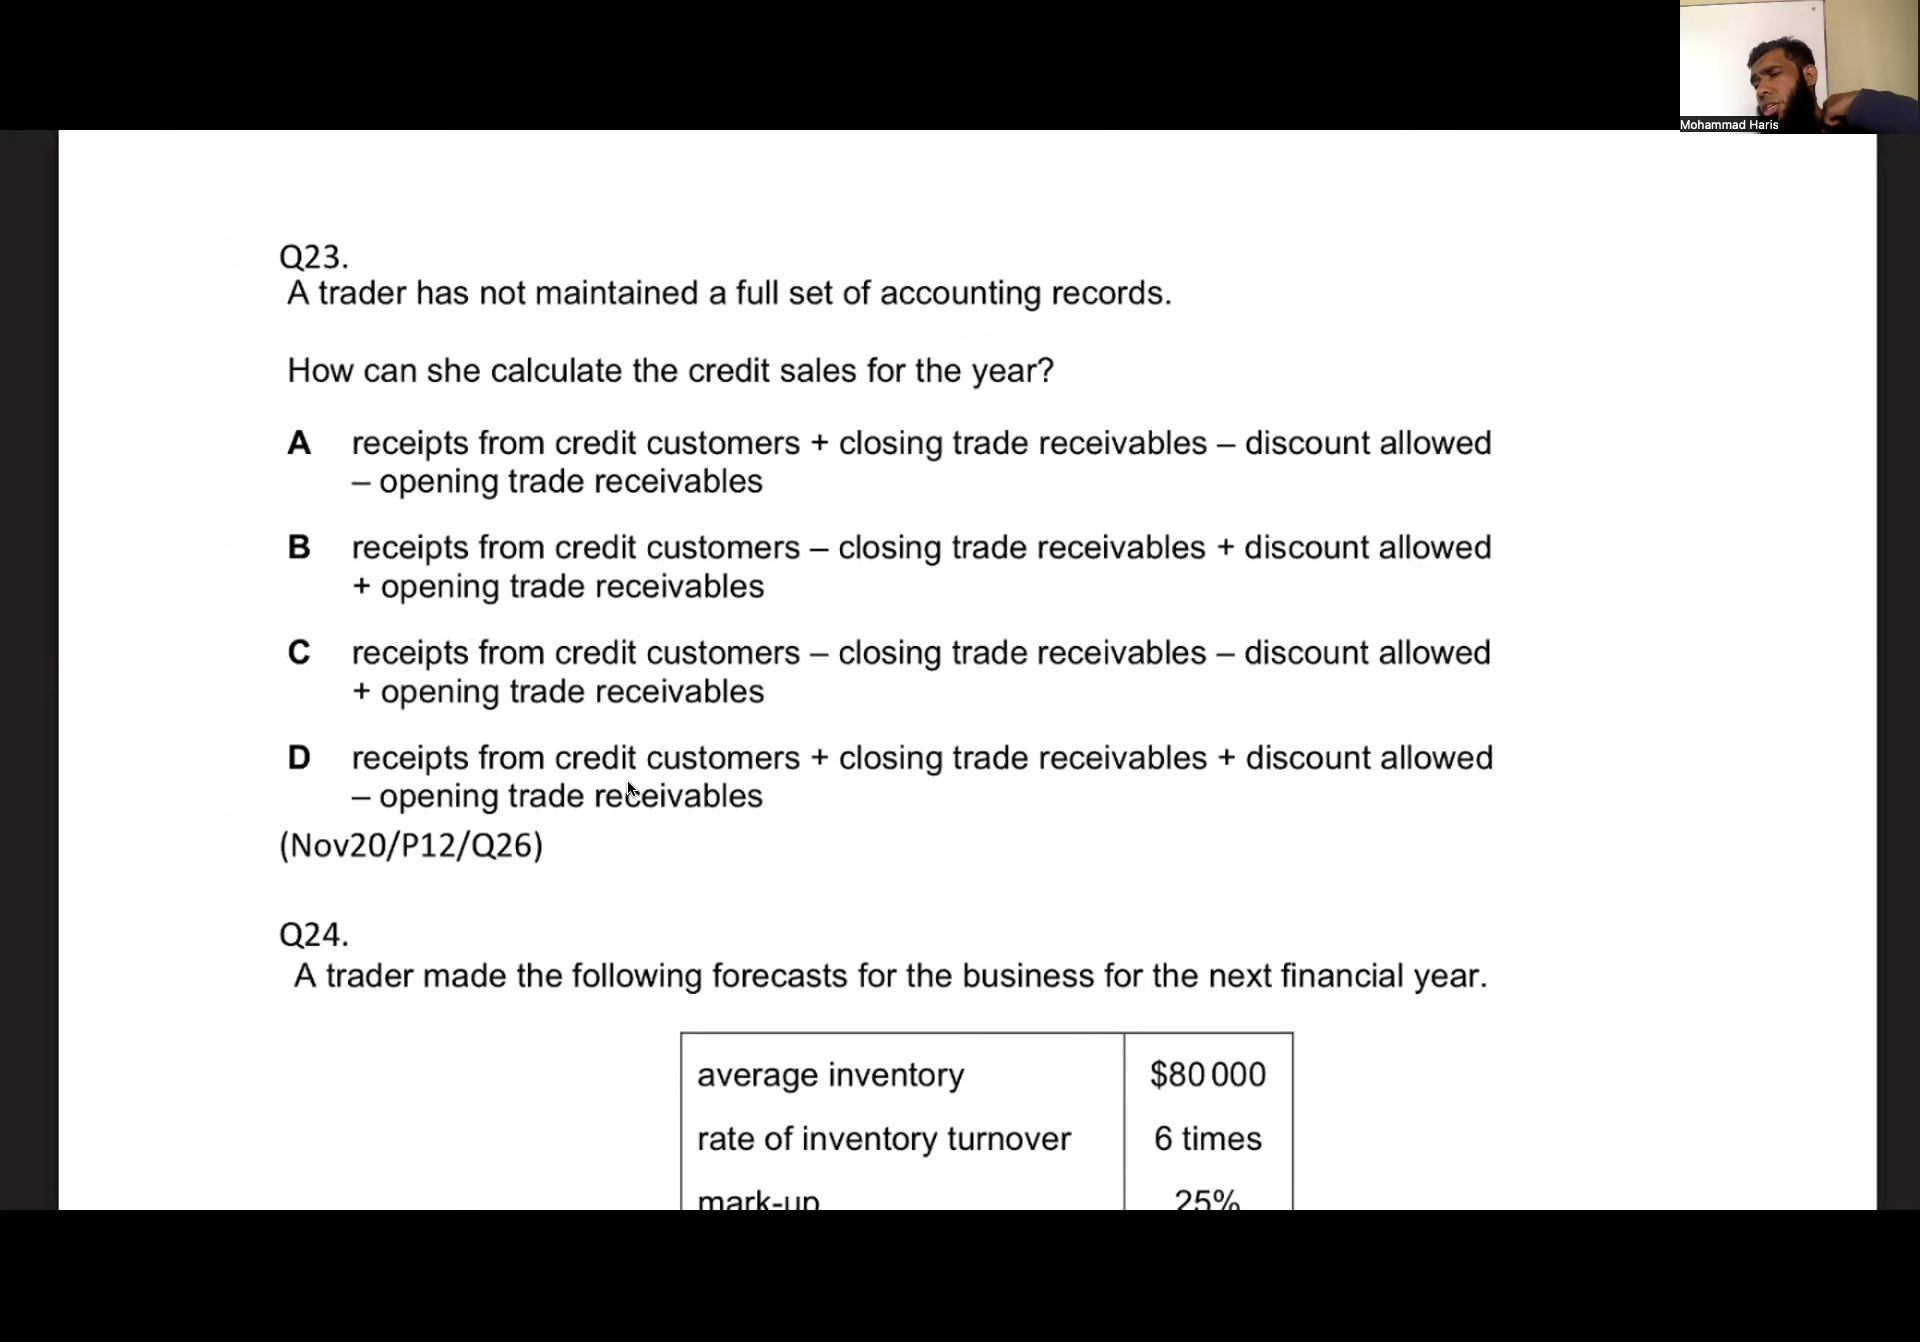 Mohammad Haris
Q23.
A trader has not maintained a full set of accounting records.
How can she calculate the credit sales for the year?
A receipts from credit customers + closing trade receivables – discount allowed
– opening trade receivables
B receipts from credit customers – closing trade receivables + discount allowed
+ opening trade receivables
C receipts from credit customers – closing trade receivables – discount allowed
+ opening trade receivables
D receipts from credit customers + closing trade receivables + discount allowed
– opening trade receivables
(Nov20/P12/Q26)
Q24.
A trader made the following forecasts for the business for the next financial year.
average inventory $80 000
rate of inventory turnover 6 times
mark-up 25%